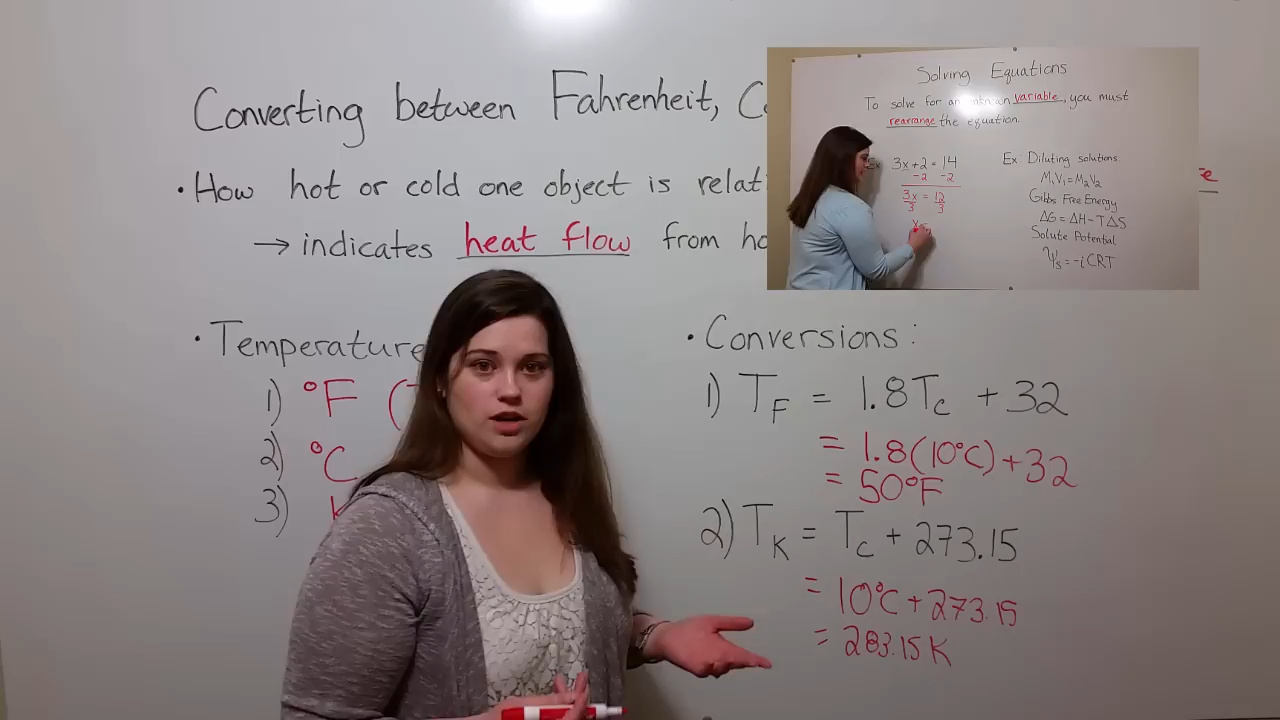 Converting between Fahrenheit,
• How hot or cold one object is
→ indicates heat flow from
• Temperature
1) °F
2) °C
3)
• Conversions:
1) T_F = 1.8T_C + 32
= 1.8(10°C) + 32
= 50°F
2) T_K = T_C + 273.15
= 10°C + 273.15
= 283.15 K
Solving Equations
To solve for an variable, you must
rearrange the equation.
Ex 3x + 2 = 14
-2 -2
3x/3 = 12/3
x =
Ex: Diluting solutions
M₁V₁ = M₂V₂
Gibbs Free Energy
ΔG = ΔH - TΔS
Solute Potential
Ψs = -iCRT